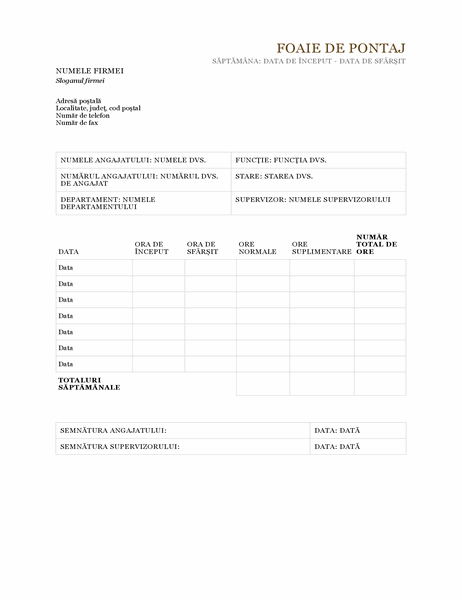 FOAIE DE PONTAJ
SĂPTĂMÂNA: DATA DE ÎNCEPUT - DATA DE SFÂRȘIT
NUMELE FIRMEI
Sloganul firmei
Adresă poștală
Localitate, județ, cod poștal
Număr de telefon
Număr de fax
NUMELE ANGAJATULUI: NUMELE DVS.
FUNCȚIE: FUNCȚIA DVS.
NUMĂRUL ANGAJATULUI: NUMĂRUL DVS.
DE ANGAJAT
STARE: STAREA DVS.
DEPARTAMENT: NUMELE
DEPARTAMENTULUI
SUPERVIZOR: NUMELE SUPERVIZORULUI
DATA
ORA DE
ÎNCEPUT
ORA DE
SFÂRȘIT
ORE
NORMALE
ORE
SUPLIMENTARE
NUMĂR
TOTAL DE
ORE
Data
Data
Data
Data
Data
Data
Data
TOTALURI
SĂPTĂMÂNALE
SEMNĂTURA ANGAJATULUI:
DATA: DATĂ
SEMNĂTURA SUPERVIZORULUI:
DATA: DATĂ